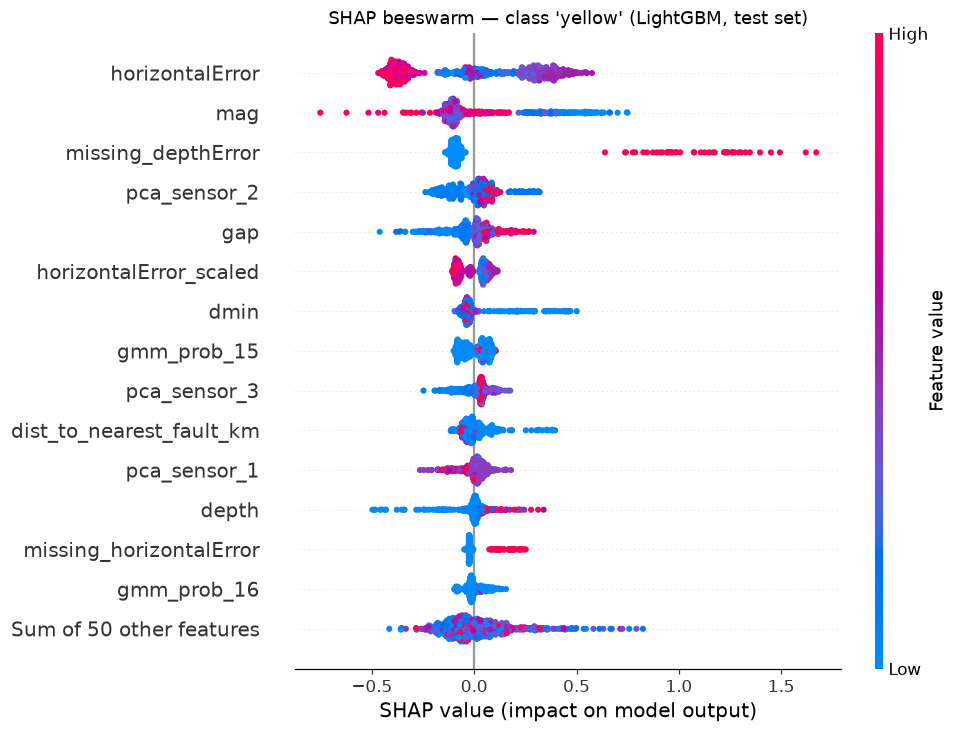 SHAP beeswarm — class 'yellow' (LightGBM, test set)
High
horizontalError
mag
missing_depthError
pca_sensor_2
gap
horizontalError_scaled
dmin
gmm_prob_15
pca_sensor_3
dist_to_nearest_fault_km
pca_sensor_1
depth
missing_horizontalError
gmm_prob_16
Sum of 50 other features
Feature value
Low
−0.5 0.0 0.5 1.0 1.5
SHAP value (impact on model output)